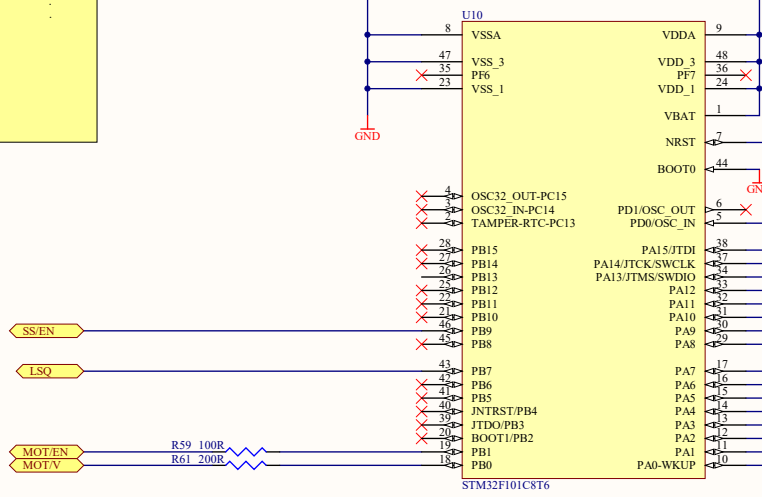 U10
8 VSSA VDDA 9
47 VSS_3 VDD_3 48
35 PF6 PF7 36
23 VSS_1 VDD_1 24
VBAT 1
GND
NRST 7
BOOT0 44
4 OSC32_OUT-PC15
3 OSC32_IN-PC14 PD1/OSC_OUT 6
2 TAMPER-RTC-PC13 PD0/OSC_IN 5
28 PB15 PA15/JTDI 38
27 PB14 PA14/JTCK/SWCLK 37
26 PB13 PA13/JTMS/SWDIO 34
25 PB12 PA12 33
22 PB11 PA11 32
21 PB10 PA10 31
SS/EN 46 PB9 PA9 30
45 PB8 PA8 29
LSQ 43 PB7 PA7 17
42 PB6 PA6 16
41 PB5 PA5 15
40 JNTRST/PB4 PA4 14
39 JTDO/PB3 PA3 13
20 BOOT1/PB2 PA2 12
MOT/EN R59 100R 19 PB1 PA1 11
MOT/V R61 200R 18 PB0 PA0-WKUP 10
STM32F101C8T6